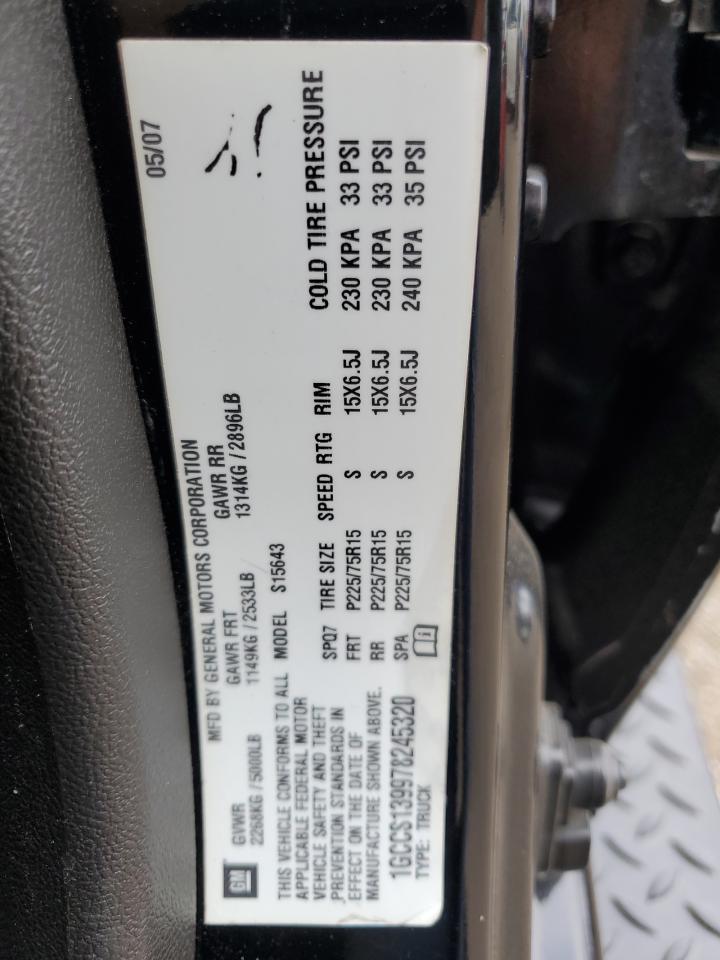 MFD BY GENERAL MOTORS CORPORATION 05/07
GM GVWR GAWR FRT GAWR RR
2268KG / 5000LB 1149KG / 2533LB 1314KG / 2896LB
THIS VEHICLE CONFORMS TO ALL
APPLICABLE FEDERAL MOTOR
VEHICLE SAFETY AND THEFT
PREVENTION STANDARDS IN
EFFECT ON THE DATE OF
MANUFACTURE SHOWN ABOVE.
1GCCS139978245320
TYPE: TRUCK
MODEL S15643
SPQ7 TIRE SIZE SPEED RTG RIM COLD TIRE PRESSURE
FRT P225/75R15 S 15X6.5J 230 KPA 33 PSI
RR P225/75R15 S 15X6.5J 230 KPA 33 PSI
SPA P225/75R15 S 15X6.5J 240 KPA 35 PSI